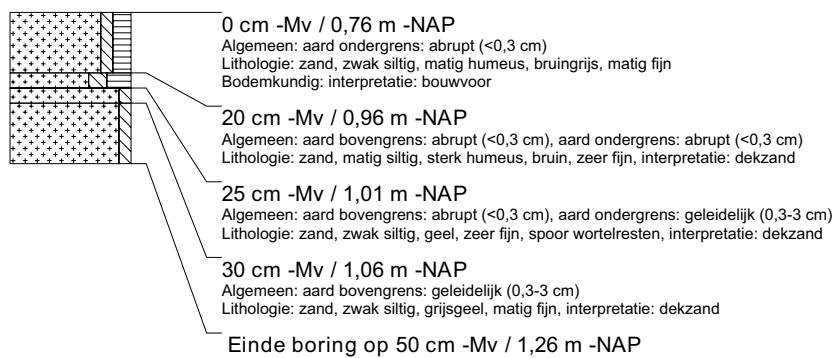 0 cm -Mv / 0,76 m -NAP
Algemeen: aard ondergrens: abrupt (<0,3 cm)
Lithologie: zand, zwak siltig, matig humeus, bruingrijs, matig fijn
Bodemkundig: interpretatie: bouwvoor
20 cm -Mv / 0,96 m -NAP
Algemeen: aard bovengrens: abrupt (<0,3 cm), aard ondergrens: abrupt (<0,3 cm)
Lithologie: zand, matig siltig, sterk humeus, bruin, zeer fijn, interpretatie: dekzand
25 cm -Mv / 1,01 m -NAP
Algemeen: aard bovengrens: abrupt (<0,3 cm), aard ondergrens: geleidelijk (0,3-3 cm)
Lithologie: zand, zwak siltig, geel, zeer fijn, spoor wortelresten, interpretatie: dekzand
30 cm -Mv / 1,06 m -NAP
Algemeen: aard bovengrens: geleidelijk (0,3-3 cm)
Lithologie: zand, zwak siltig, grijsgeel, matig fijn, interpretatie: dekzand
Einde boring op 50 cm -Mv / 1,26 m -NAP